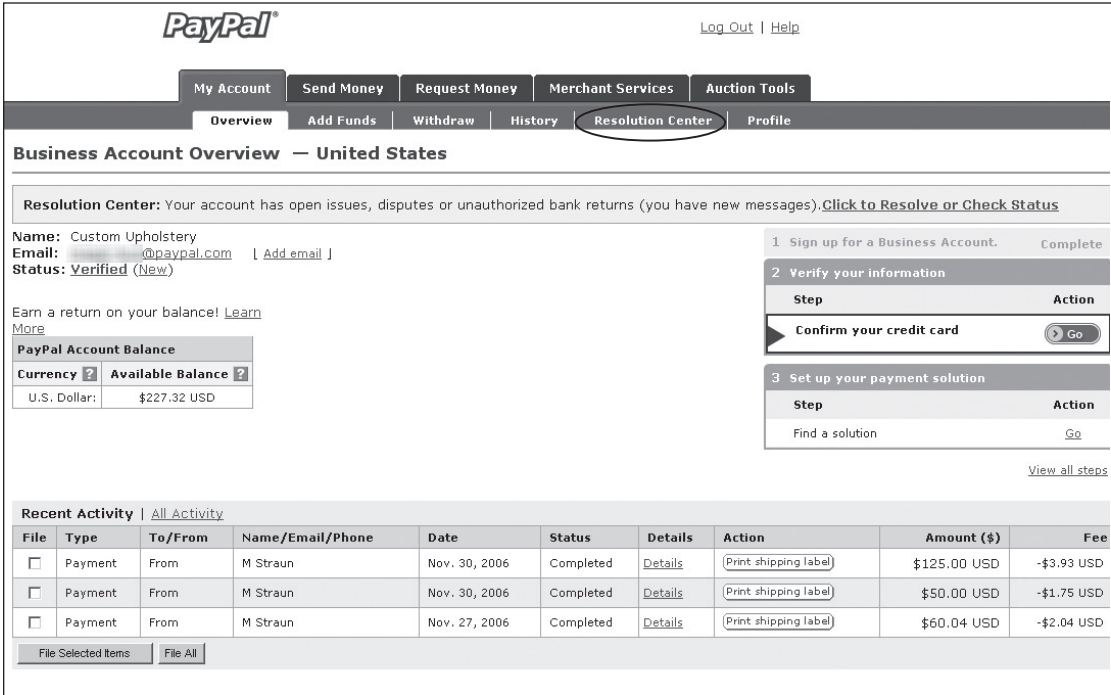 PayPal®
Log Out | Help
My Account Send Money Request Money Merchant Services Auction Tools
Overview Add Funds Withdraw History Resolution Center Profile
Business Account Overview — United States
Resolution Center: Your account has open issues, disputes or unauthorized bank returns (you have new messages). Click to Resolve or Check Status
Name: Custom Upholstery
Email: @paypal.com [ Add email ]
Status: Verified (New)
Earn a return on your balance! Learn
More
PayPal Account Balance
Currency ? Available Balance ?
U.S. Dollar: $227.32 USD
1 Sign up for a Business Account. Complete
2 Verify your information
Step Action
Confirm your credit card Go
3 Set up your payment solution
Step Action
Find a solution Go
View all steps
Recent Activity | All Activity
File Type To/From Name/Email/Phone Date Status Details Action Amount ($) Fee
Payment From M Straun Nov. 30, 2006 Completed Details Print shipping label $125.00 USD -$3.93 USD
Payment From M Straun Nov. 30, 2006 Completed Details Print shipping label $50.00 USD -$1.75 USD
Payment From M Straun Nov. 27, 2006 Completed Details Print shipping label $60.04 USD -$2.04 USD
File Selected Items File All